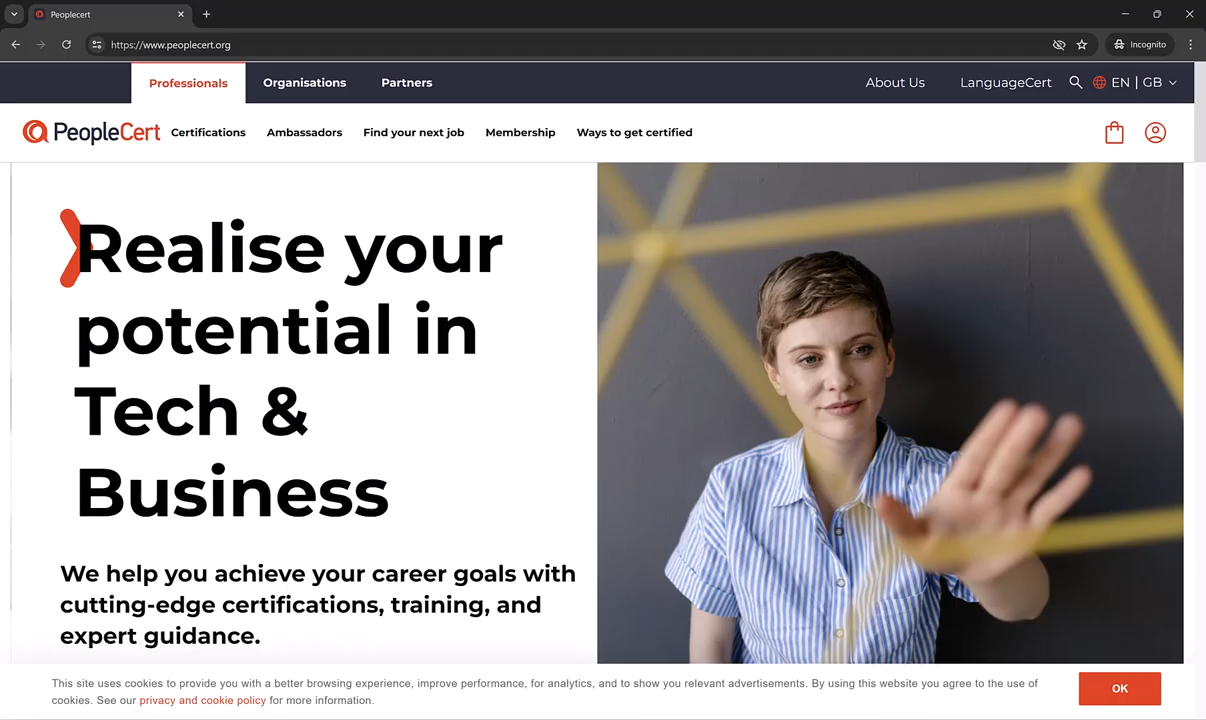 Peoplecert
https://www.peoplecert.org
Incognito
Professionals Organisations Partners About Us LanguageCert EN | GB
PeopleCert Certifications Ambassadors Find your next job Membership Ways to get certified
Realise your
potential in
Tech &
Business
We help you achieve your career goals with
cutting-edge certifications, training, and
expert guidance.
This site uses cookies to provide you with a better browsing experience, improve performance, for analytics, and to show you relevant advertisements. By using this website you agree to the use of
cookies. See our privacy and cookie policy for more information.
OK